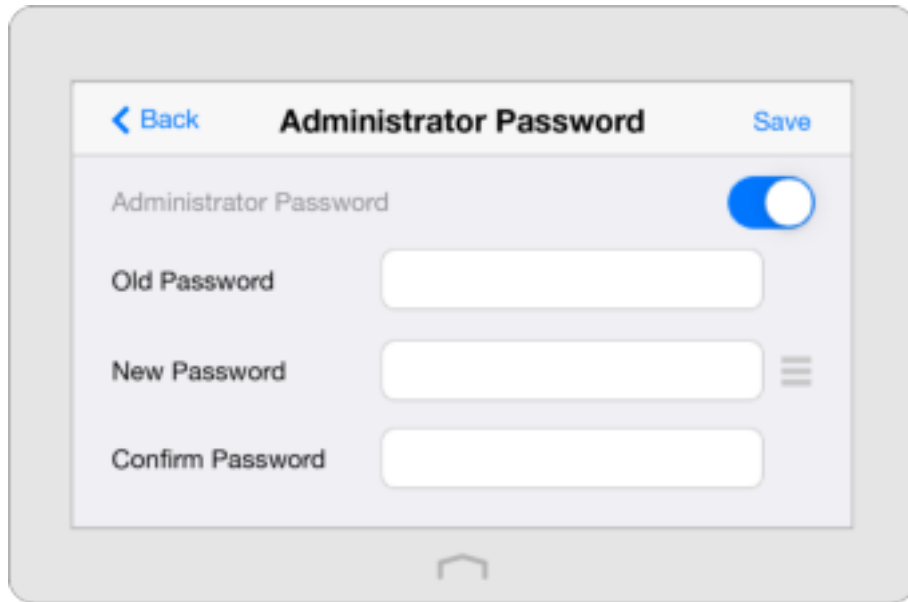 Back Administrator Password Save
Administrator Password
Old Password
New Password
Confirm Password